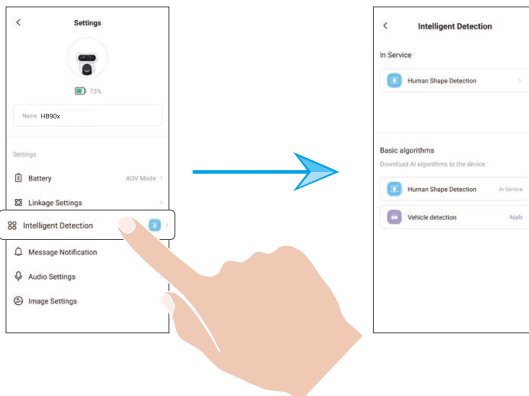 Settings
73%
Name HB90x
Settings
Battery AOV Mode
Linkage Settings
Intelligent Detection
Message Notification
Audio Settings
Image Settings
Intelligent Detection
In Service
Human Shape Detection
Basic algorithms
Download AI algorithms to the device
Human Shape Detection In Service
Vehicle detection Apply